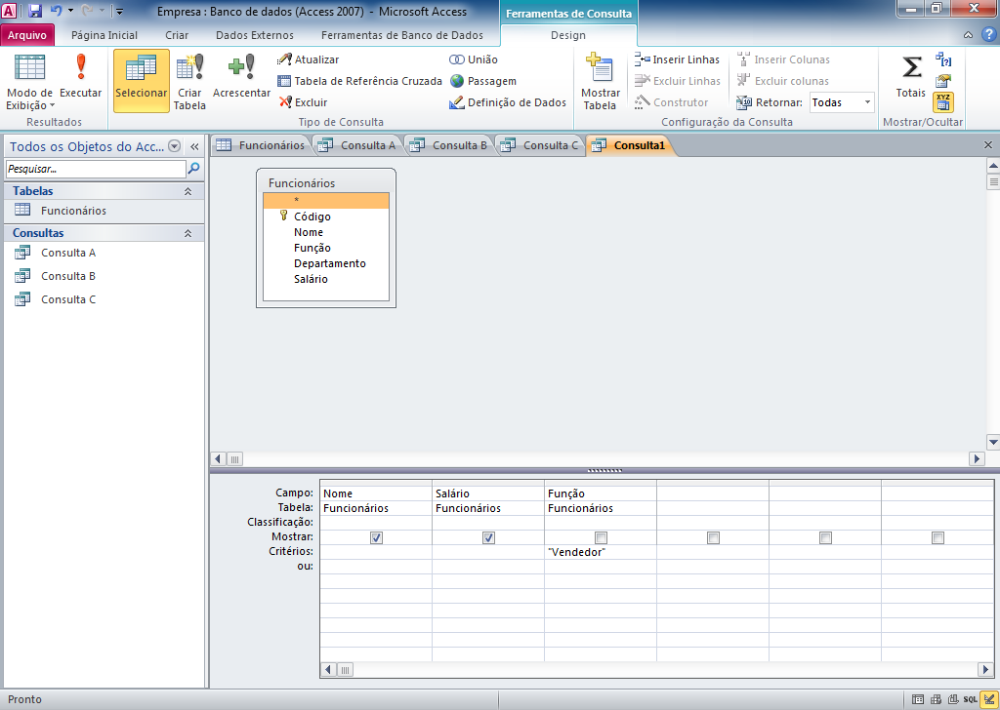 Empresa : Banco de dados (Access 2007) - Microsoft Access
Ferramentas de Consulta
Arquivo Página Inicial Criar Dados Externos Ferramentas de Banco de Dados Design
Modo de Exibição
Executar
Resultados
Selecionar
Criar Tabela
Acrescentar
Atualizar
Tabela de Referência Cruzada
Excluir
União
Passagem
Definição de Dados
Tipo de Consulta
Mostrar Tabela
Inserir Linhas
Excluir Linhas
Construtor
Inserir Colunas
Excluir colunas
Retornar: Todas
Configuração da Consulta
Σ
Totais
XYZ
Mostrar/Ocultar
Todos os Objetos do Acc... «
Pesquisar...
Tabelas
Funcionários
Consultas
Consulta A
Consulta B
Consulta C
Funcionários Consulta A Consulta B Consulta C Consulta1
Funcionários
*
Código
Nome
Função
Departamento
Salário
Campo: Nome Salário Função
Tabela: Funcionários Funcionários Funcionários
Classificação:
Mostrar:
Critérios: "Vendedor"
ou:
Pronto
SQL